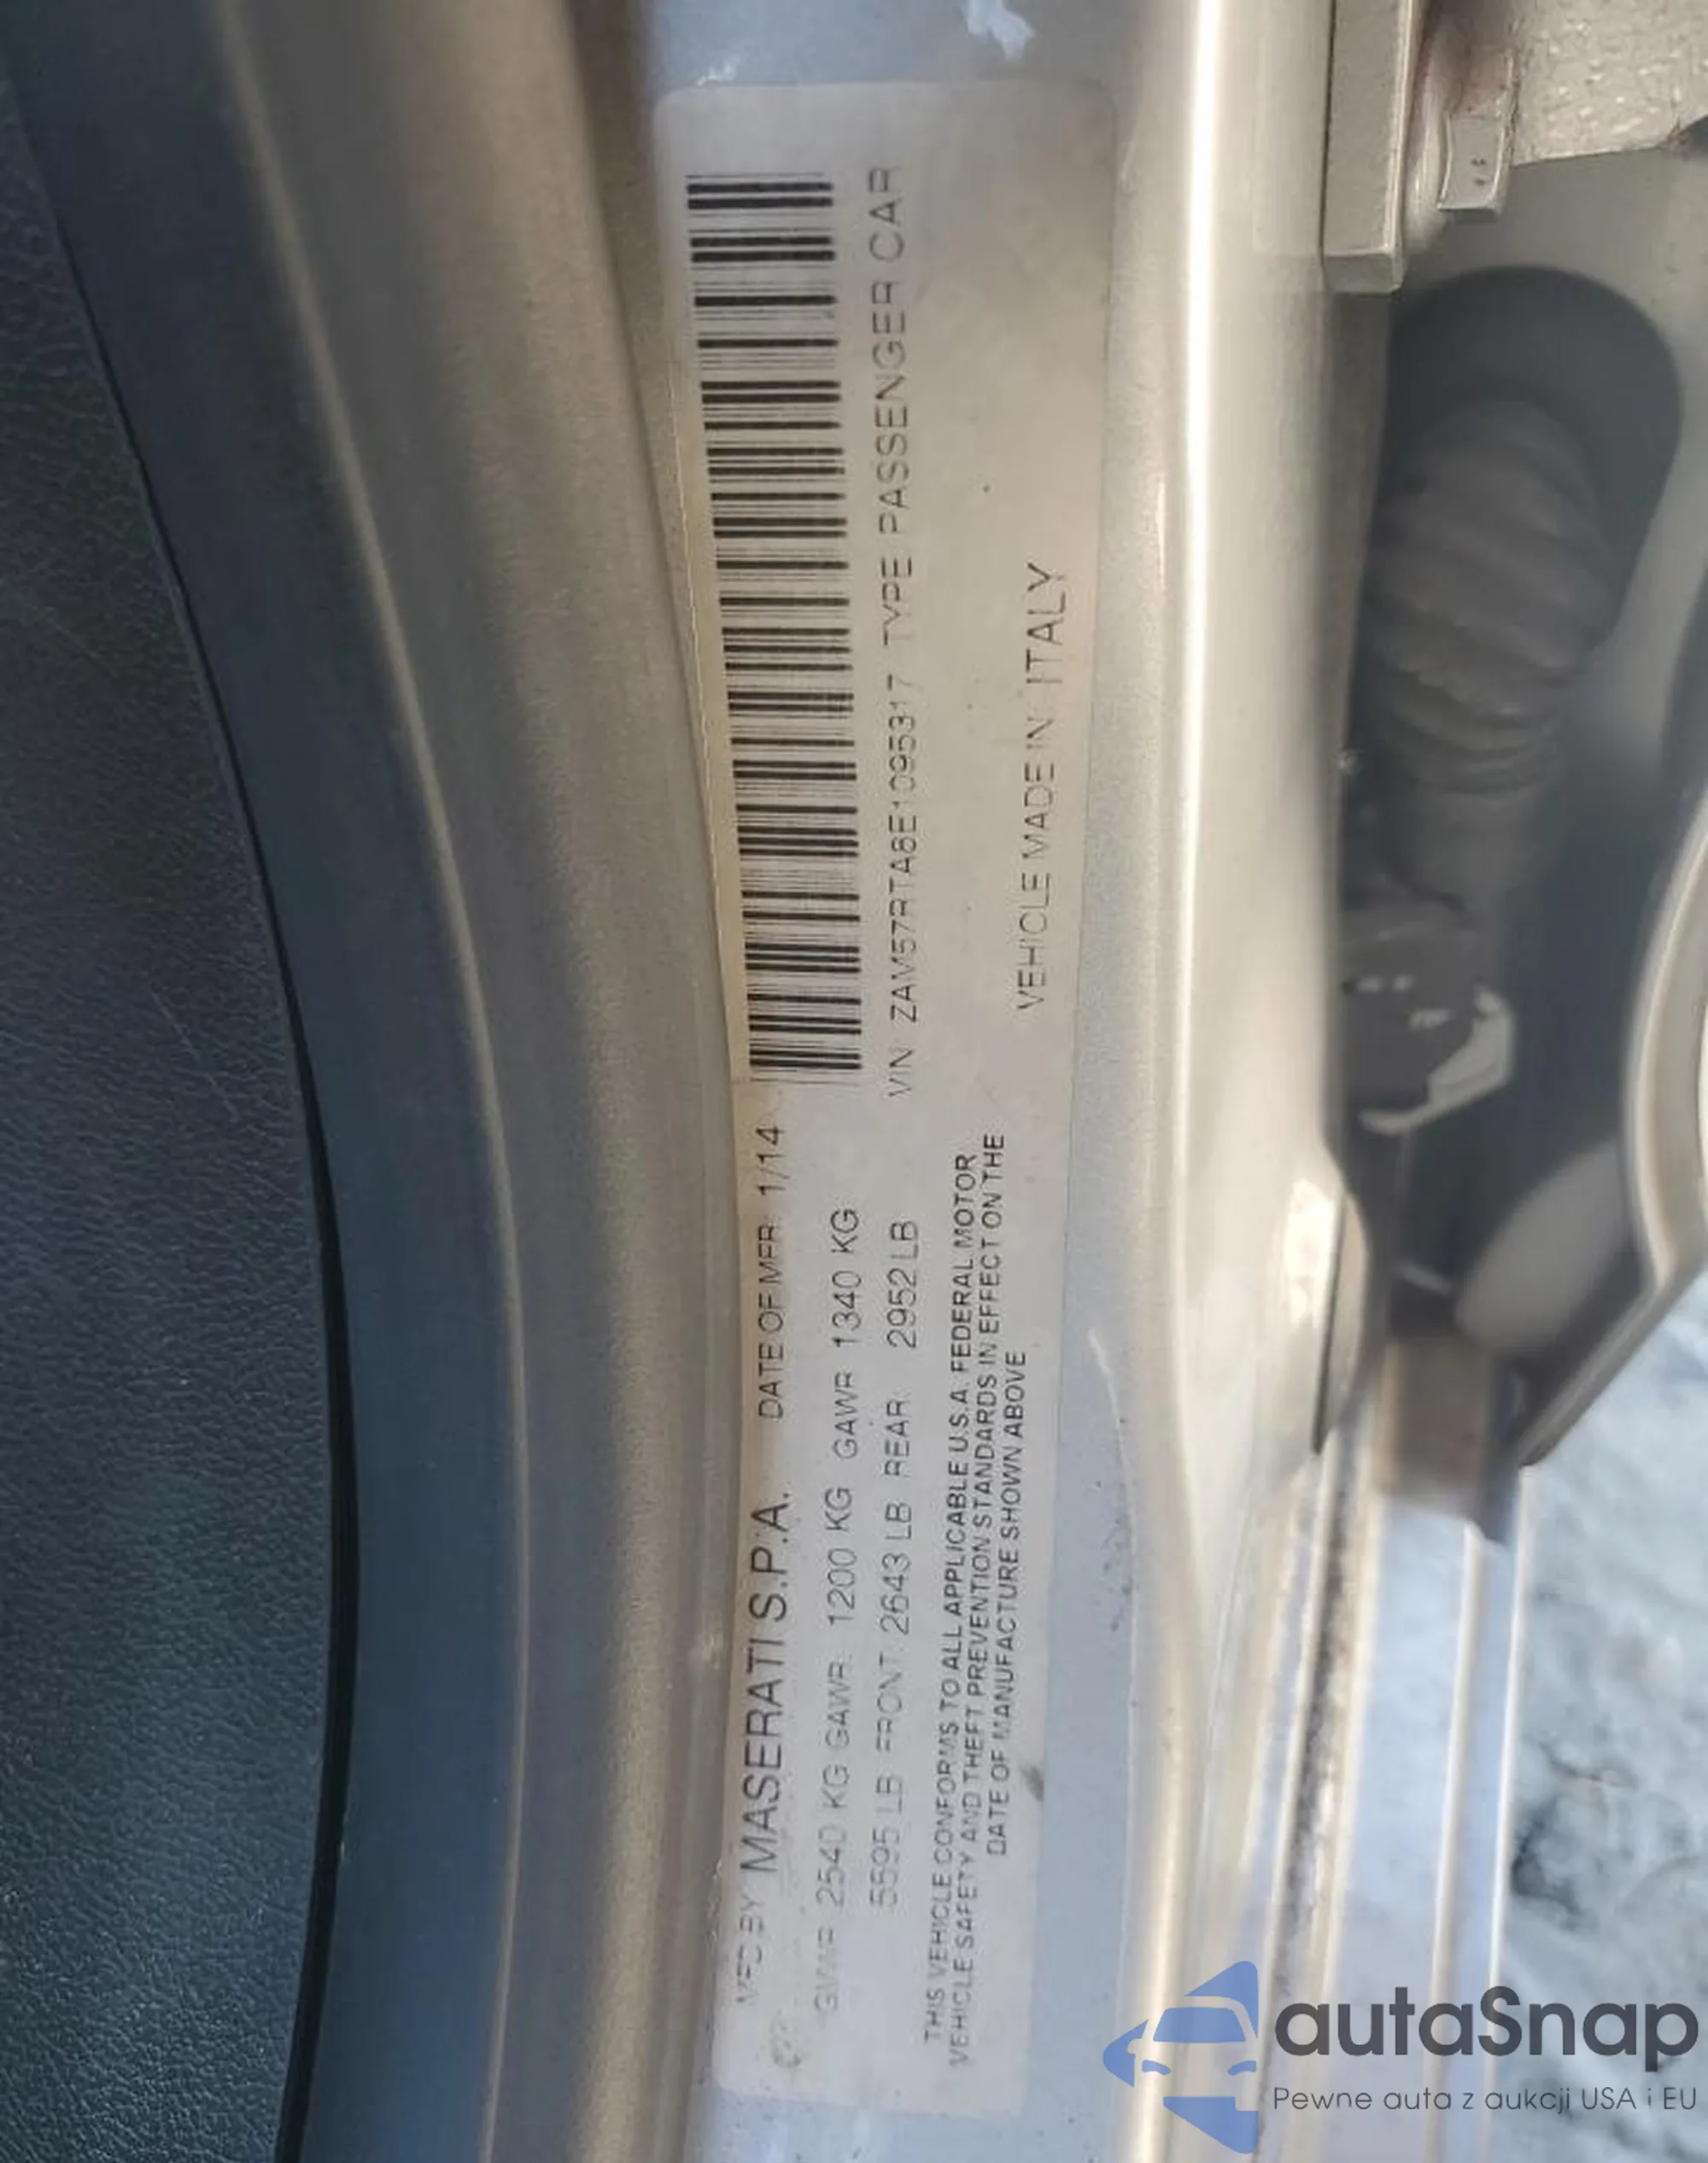 MFD BY MASERATI S.P.A. DATE OF MFR: 1/14
GVWR 2540 KG GAWR: 1200 KG GAWR 1340 KG
5595 LB FRONT. 2643 LB REAR: 2952 LB
THIS VEHICLE CONFORMS TO ALL APPLICABLE U.S.A. FEDERAL MOTOR
VEHICLE SAFETY AND THEFT PREVENTION STANDARDS IN EFFECT ON THE
DATE OF MANUFACTURE SHOWN ABOVE
VIN ZAM57RTA8E1095317 TYPE PASSENGER CAR
VEHICLE MADE IN ITALY
autaSnap
Pewne auta z aukcji USA i EU